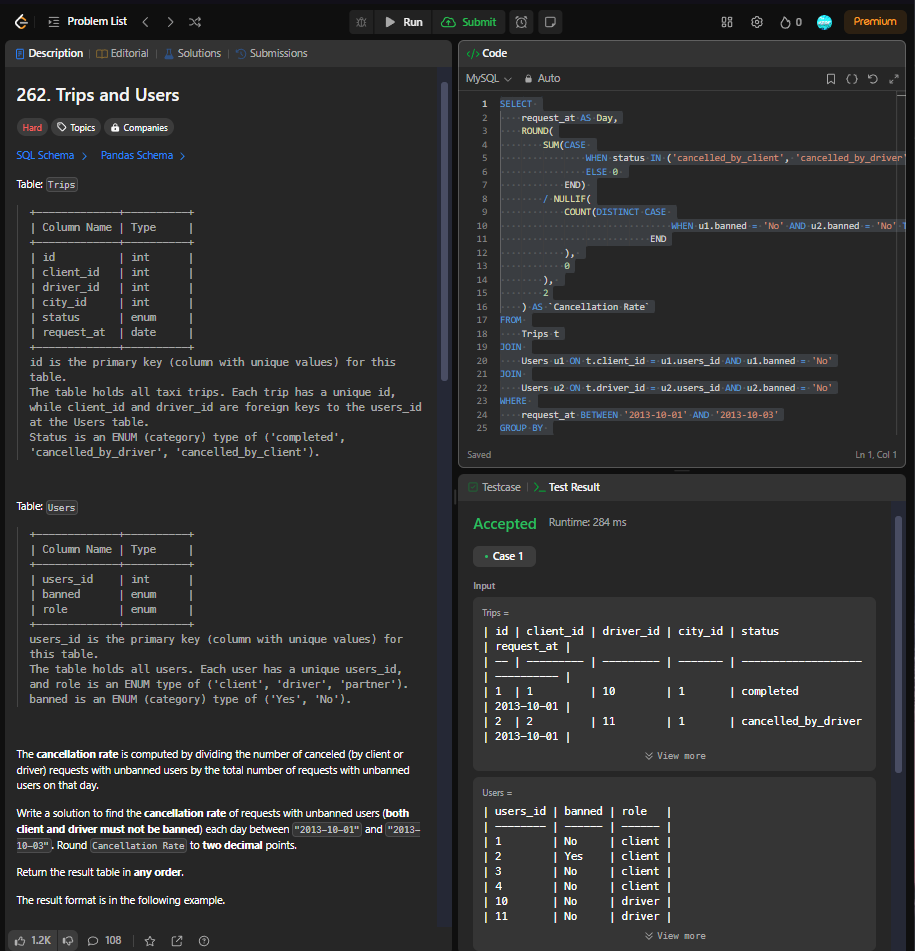 Problem List
Run
Submit
0
Premium
Description
Editorial
Solutions
Submissions
262. Trips and Users
Hard
Topics
Companies
SQL Schema
Pandas Schema
Table: Trips
+-------------+----------+
| Column Name | Type     |
+-------------+----------+
| id          | int      |
| client_id   | int      |
| driver_id   | int      |
| city_id     | int      |
| status      | enum     |
| request_at  | date     |
+-------------+----------+
id is the primary key (column with unique values) for this
table.
The table holds all taxi trips. Each trip has a unique id,
while client_id and driver_id are foreign keys to the users_id
at the Users table.
Status is an ENUM (category) type of ('completed',
'cancelled_by_driver', 'cancelled_by_client').
Table: Users
+-------------+----------+
| Column Name | Type     |
+-------------+----------+
| users_id    | int      |
| banned      | enum     |
| role        | enum     |
+-------------+----------+
users_id is the primary key (column with unique values) for
this table.
The table holds all users. Each user has a unique users_id,
and role is an ENUM type of ('client', 'driver', 'partner').
banned is an ENUM (category) type of ('Yes', 'No').
The cancellation rate is computed by dividing the number of canceled (by client or
driver) requests with unbanned users by the total number of requests with unbanned
users on that day.
Write a solution to find the cancellation rate of requests with unbanned users (both
client and driver must not be banned) each day between "2013-10-01" and "2013-
10-03". Round Cancellation Rate to two decimal points.
Return the result table in any order.
The result format is in the following example.
1.2K
108
Code
MySQL
Auto
1 SELECT
2 request_at AS Day,
3 ROUND(
4 SUM(CASE
5 WHEN status IN ('cancelled_by_client', 'cancelled_by_driver'
6 ELSE 0
7 END)
8 / NULLIF(
9 COUNT(DISTINCT CASE
10 WHEN u1.banned = 'No' AND u2.banned = 'No' T
11 END
12 ),
13 0
14 ),
15 2
16 ) AS `Cancellation Rate`
17 FROM
18 Trips t
19 JOIN
20 Users u1 ON t.client_id = u1.users_id AND u1.banned = 'No'
21 JOIN
22 Users u2 ON t.driver_id = u2.users_id AND u2.banned = 'No'
23 WHERE
24 request_at BETWEEN '2013-10-01' AND '2013-10-03'
25 GROUP BY
Saved
Ln 1, Col 1
Testcase
Test Result
Accepted
Runtime: 284 ms
Case 1
Input
Trips =
| id | client_id | driver_id | city_id | status
| request_at |
| -- | --------- | --------- | ------- | -------------------
| ---------- |
| 1  | 1         | 10        | 1       | completed
| 2013-10-01 |
| 2  | 2         | 11        | 1       | cancelled_by_driver
| 2013-10-01 |
View more
Users =
| users_id | banned | role   |
| -------- | ------ | ------ |
| 1        | No     | client |
| 2        | Yes    | client |
| 3        | No     | client |
| 4        | No     | client |
| 10       | No     | driver |
| 11       | No     | driver |
View more